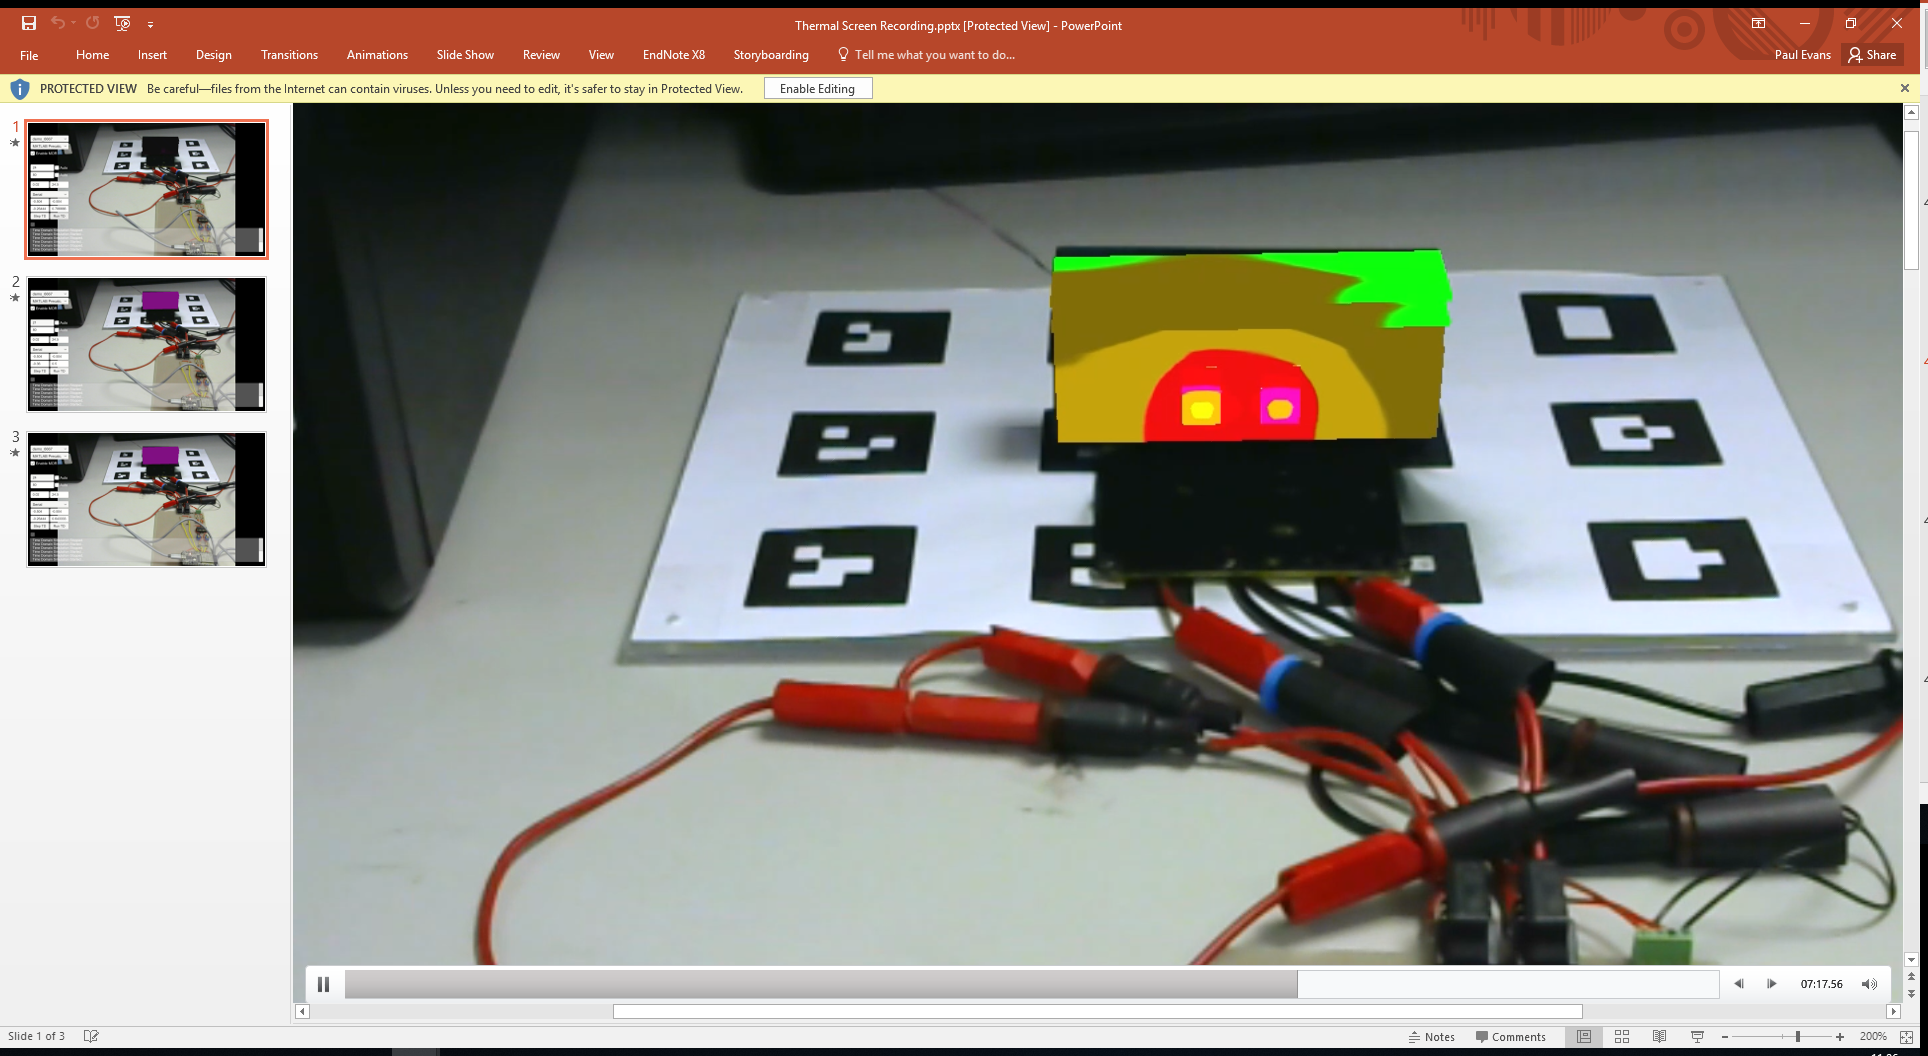 Thermal Screen Recording.pptx [Protected View] - PowerPoint
File Home Insert Design Transitions Animations Slide Show Review View EndNote X8 Storyboarding Tell me what you want to do... Paul Evans Share
PROTECTED VIEW Be careful—files from the Internet can contain viruses. Unless you need to edit, it's safer to stay in Protected View. Enable Editing
1
2
3
07:17.56
Slide 1 of 3 Notes Comments 200%